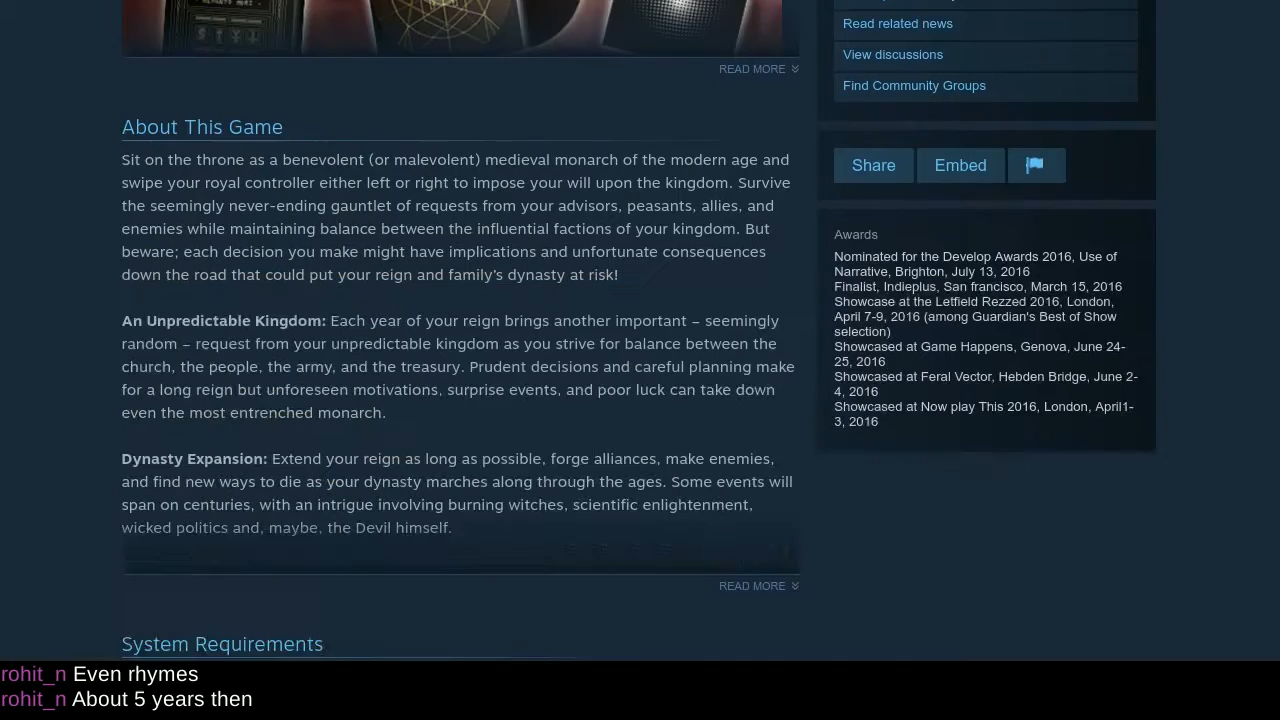 READ MORE
About This Game
Sit on the throne as a benevolent (or malevolent) medieval monarch of the modern age and
swipe your royal controller either left or right to impose your will upon the kingdom. Survive
the seemingly never-ending gauntlet of requests from your advisors, peasants, allies, and
enemies while maintaining balance between the influential factions of your kingdom. But
beware; each decision you make might have implications and unfortunate consequences
down the road that could put your reign and family's dynasty at risk!
An Unpredictable Kingdom: Each year of your reign brings another important – seemingly
random – request from your unpredictable kingdom as you strive for balance between the
church, the people, the army, and the treasury. Prudent decisions and careful planning make
for a long reign but unforeseen motivations, surprise events, and poor luck can take down
even the most entrenched monarch.
Dynasty Expansion: Extend your reign as long as possible, forge alliances, make enemies,
and find new ways to die as your dynasty marches along through the ages. Some events will
span on centuries, with an intrigue involving burning witches, scientific enlightenment,
wicked politics and, maybe, the Devil himself.
READ MORE
System Requirements
Read related news
View discussions
Find Community Groups
Share
Embed
Awards
Nominated for the Develop Awards 2016, Use of
Narrative, Brighton, July 13, 2016
Finalist, Indieplus, San francisco, March 15, 2016
Showcase at the Letfield Rezzed 2016, London,
April 7-9, 2016 (among Guardian's Best of Show
selection)
Showcased at Game Happens, Genova, June 24-
25, 2016
Showcased at Feral Vector, Hebden Bridge, June 2-
4, 2016
Showcased at Now play This 2016, London, April1-
3, 2016
rohit_n Even rhymes
rohit_n About 5 years then